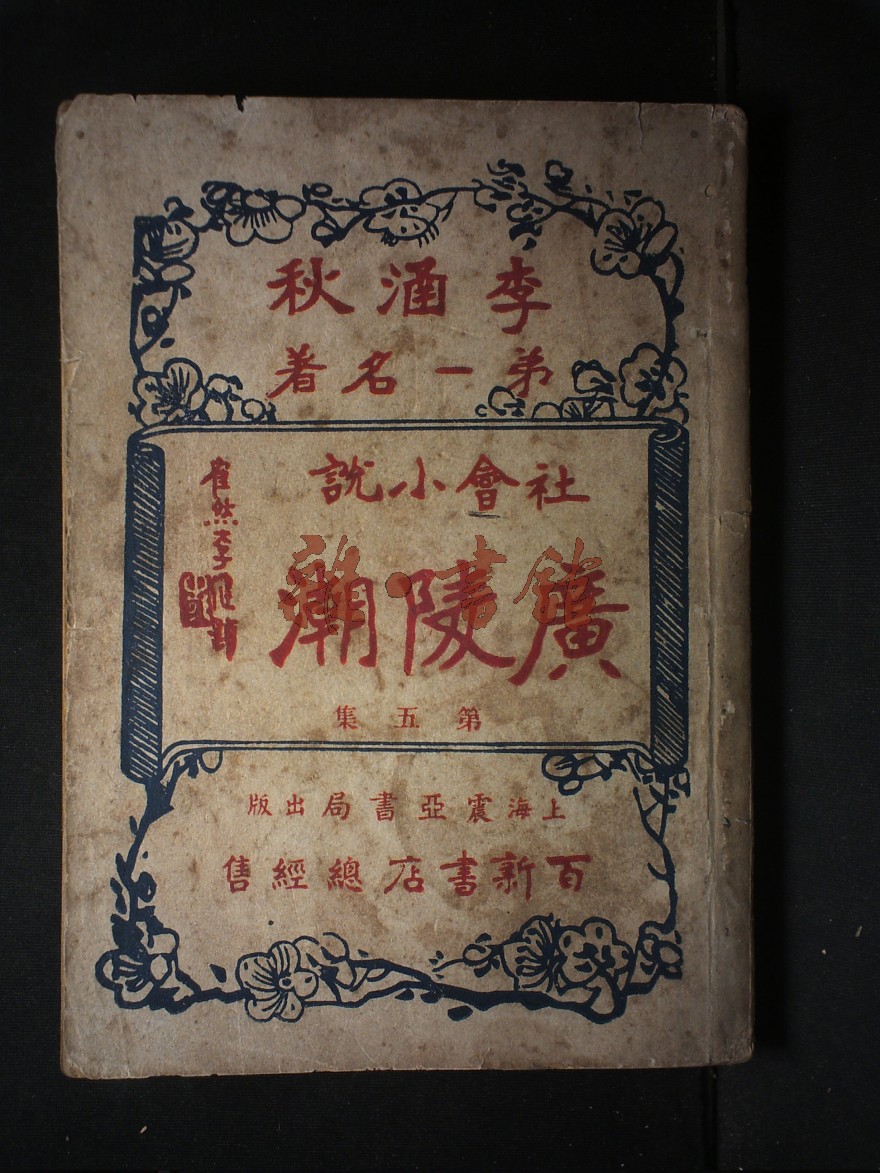 李涵秋
弟一名著
社會小説
廣陵潮
第五集
上海震亞書局出版
百新書店總經售